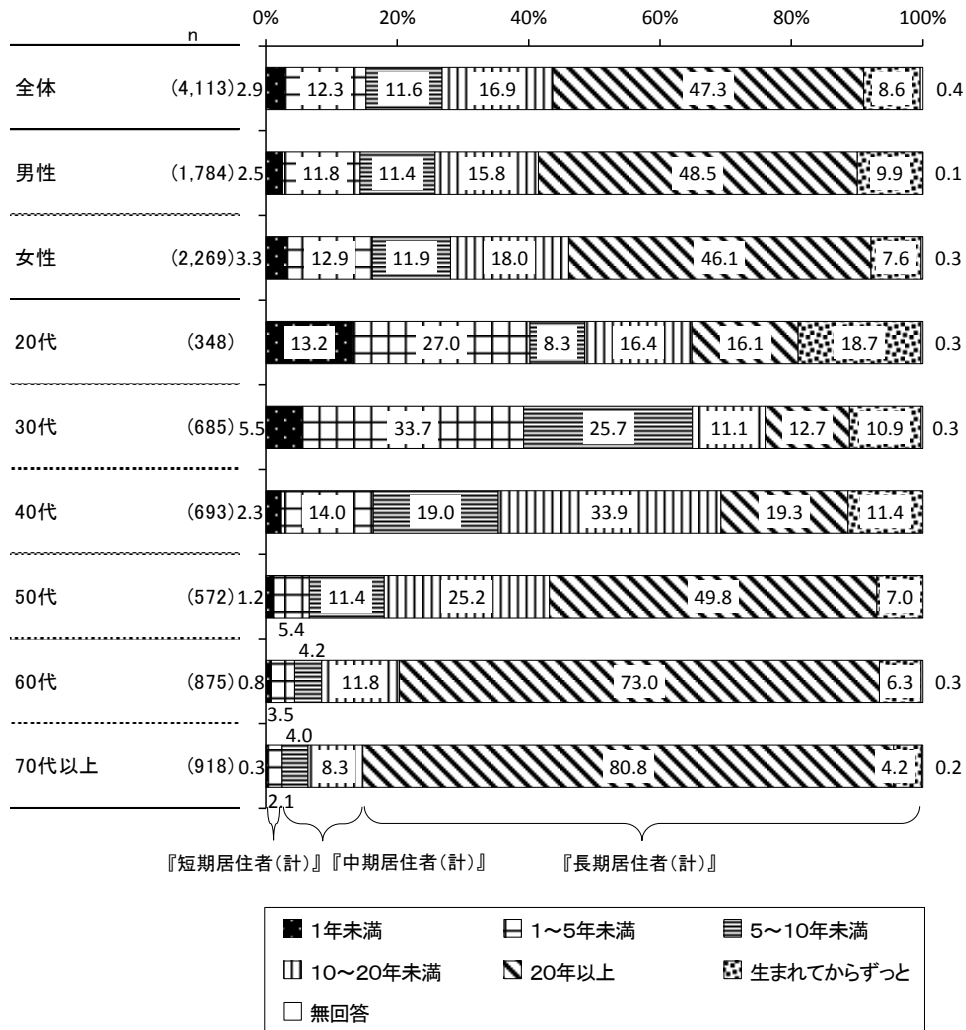 0% 20% 40% 60% 80% 100%
n
全体 (4,113) 2.9 12.3 11.6 16.9 47.3 8.6 0.4
男性 (1,784) 2.5 11.8 11.4 15.8 48.5 9.9 0.1
女性 (2,269) 3.3 12.9 11.9 18.0 46.1 7.6 0.3
20代 (348) 13.2 27.0 8.3 16.4 16.1 18.7 0.3
30代 (685) 5.5 33.7 25.7 11.1 12.7 10.9 0.3
40代 (693) 2.3 14.0 19.0 33.9 19.3 11.4
50代 (572) 1.2 11.4 25.2 49.8 7.0
5.4
4.2
60代 (875) 0.8 11.8 73.0 6.3 0.3
3.5
4.0
70代以上 (918) 0.3 8.3 80.8 4.2 0.2
2.1
『短期居住者(計)』 『中期居住者(計)』 『長期居住者(計)』
1年未満 1～5年未満 5～10年未満
10～20年未満 20年以上 生まれてからずっと
無回答